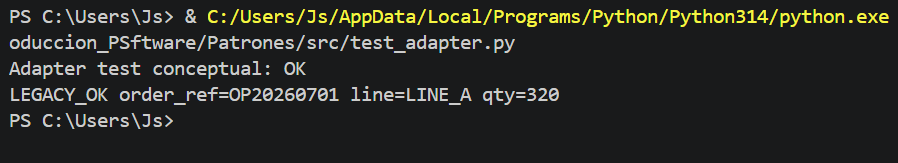 PS C:\Users\Js> & C:/Users/Js/AppData/Local/Programs/Python/Python314/python.exe
oduccion_PSftware/Patrones/src/test_adapter.py
Adapter test conceptual: OK
LEGACY_OK order_ref=OP20260701 line=LINE_A qty=320
PS C:\Users\Js>